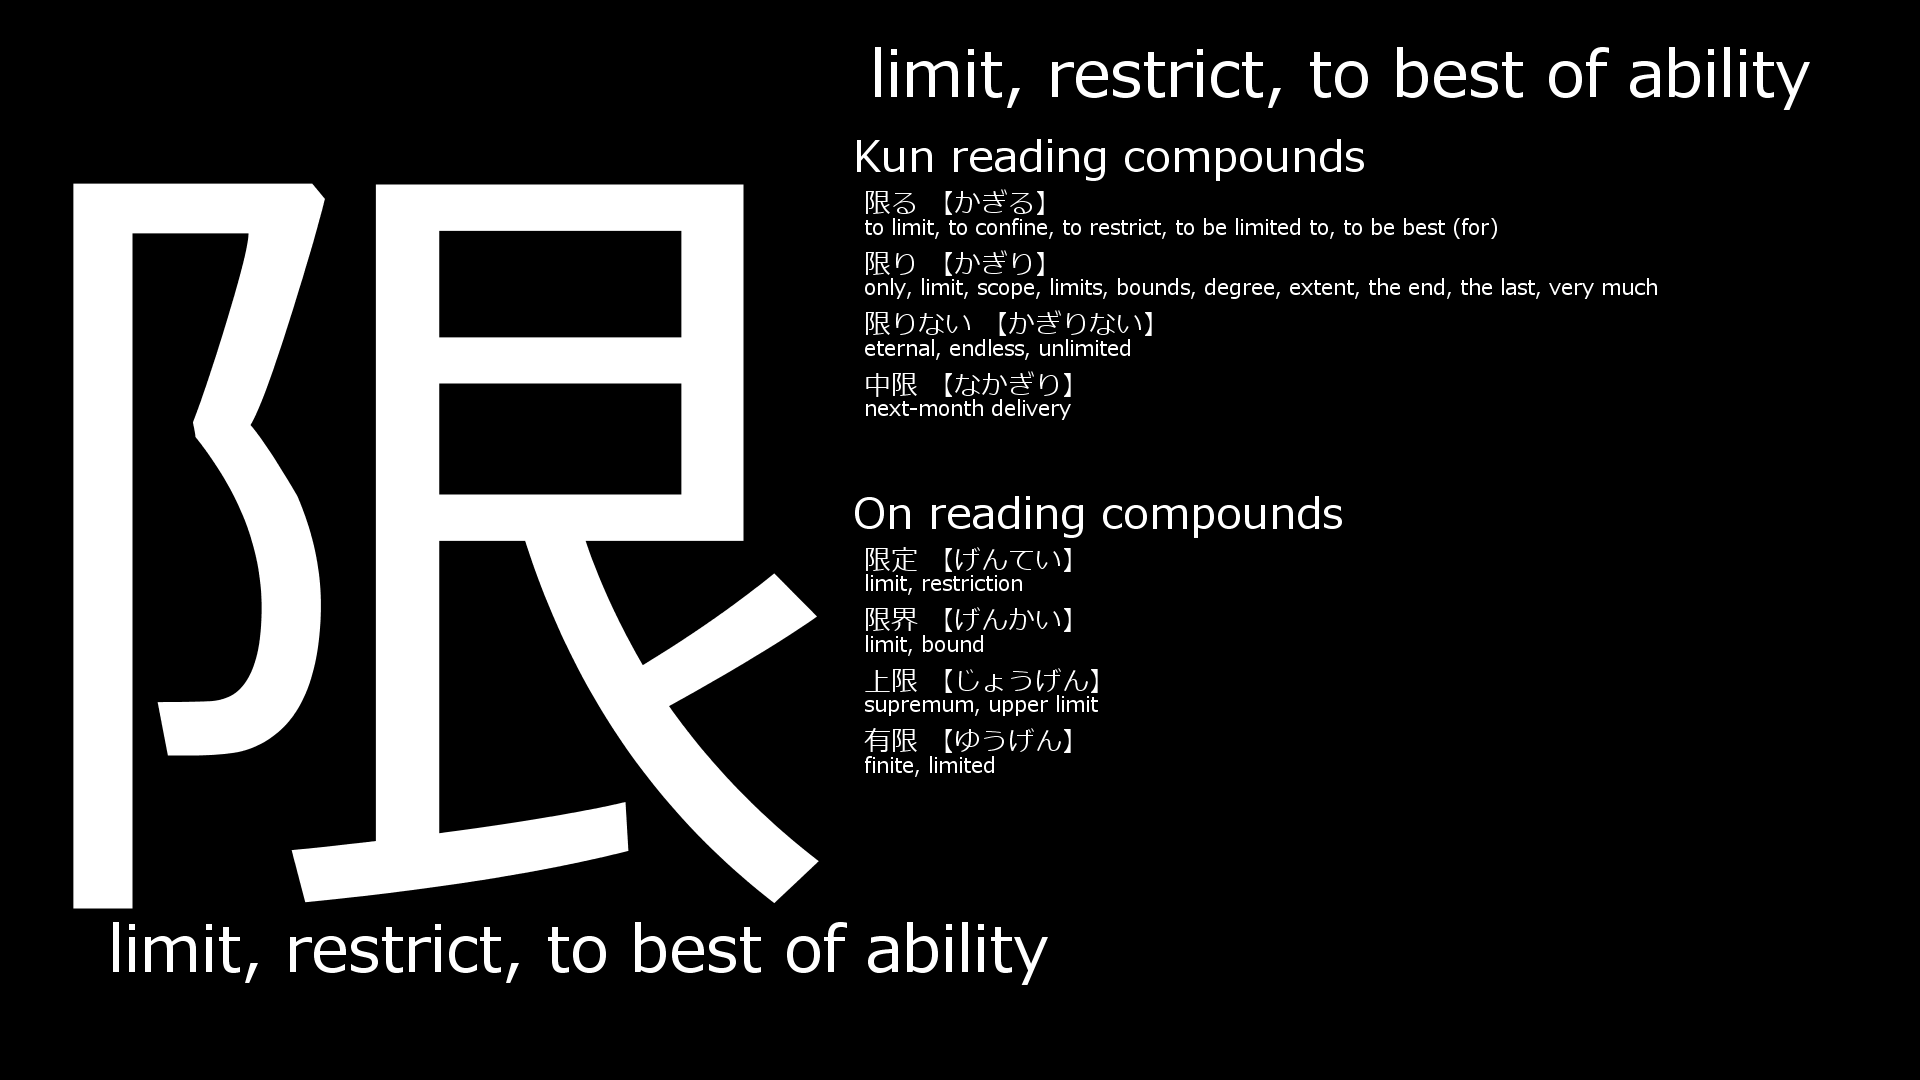 limit, restrict, to best of ability
限
Kun reading compounds
限る 【かぎる】
to limit, to confine, to restrict, to be limited to, to be best (for)
限り 【かぎり】
only, limit, scope, limits, bounds, degree, extent, the end, the last, very much
限りない 【かぎりない】
eternal, endless, unlimited
中限 【なかぎり】
next-month delivery
On reading compounds
限定 【げんてい】
limit, restriction
限界 【げんかい】
limit, bound
上限 【じょうげん】
supremum, upper limit
有限 【ゆうげん】
finite, limited
limit, restrict, to best of ability